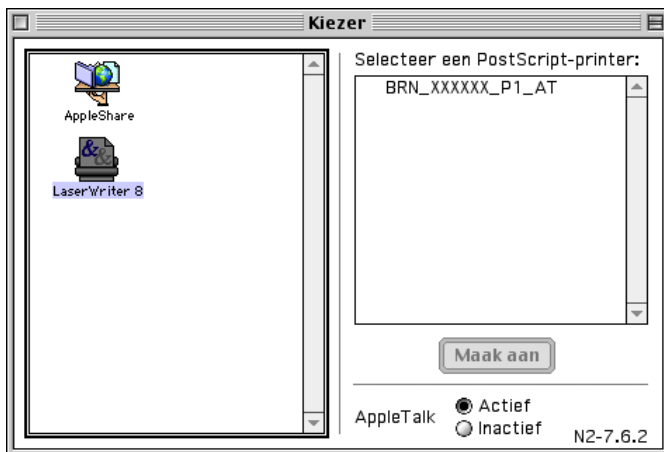 Kiezer
AppleShare
LaserWriter 8
Selecteer een PostScript-printer:
BRN_XXXXXX_P1_AT
Maak aan
AppleTalk
Actief
Inactief
N2-7.6.2